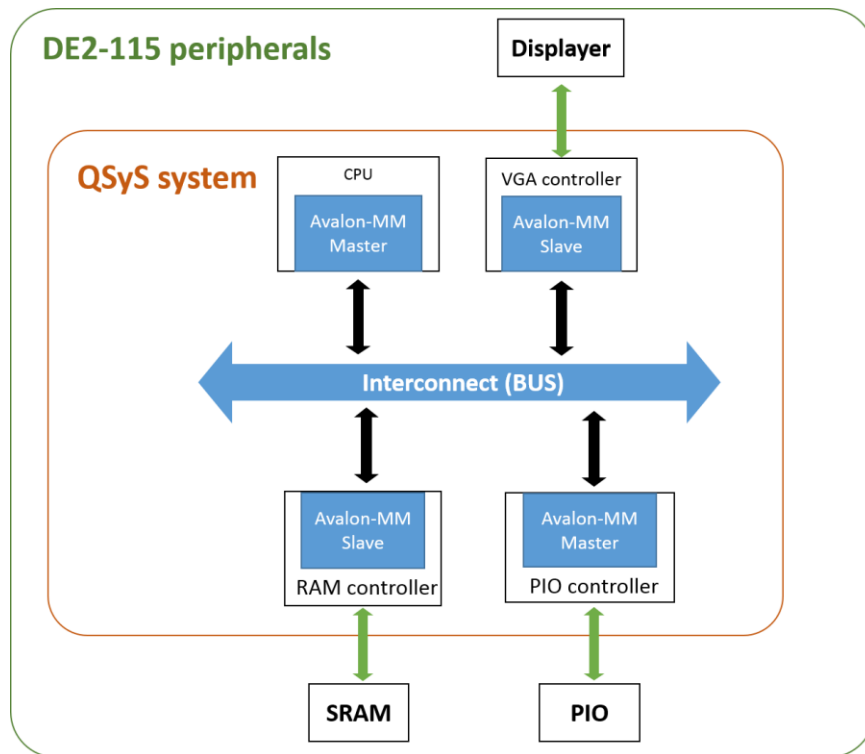 DE2-115 peripherals
Displayer
QSyS system
CPU
Avalon-MM
Master
VGA controller
Avalon-MM
Slave
Interconnect (BUS)
Avalon-MM
Slave
RAM controller
Avalon-MM
Master
PIO controller
SRAM
PIO